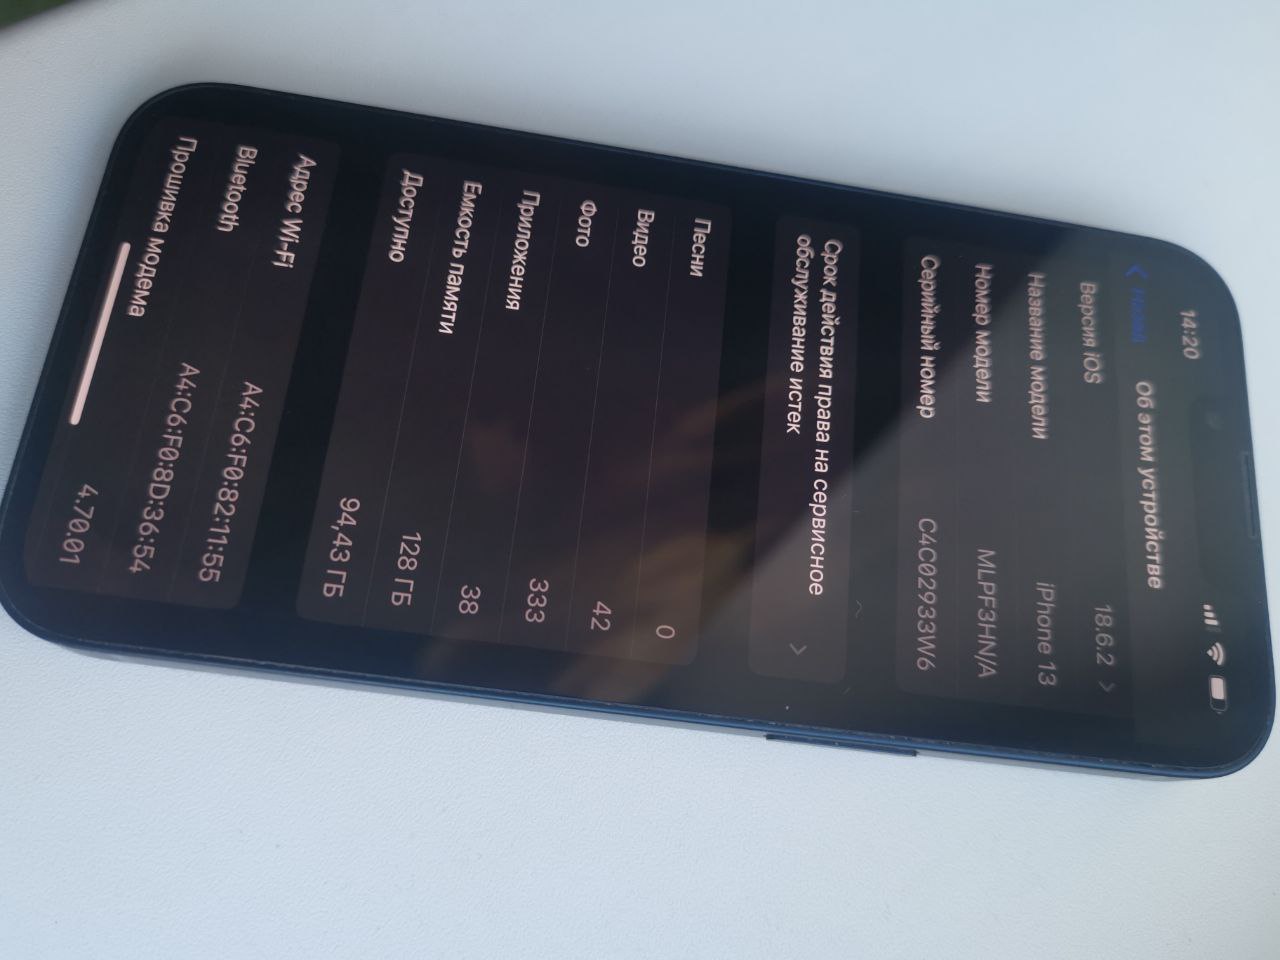 14:20
Назад
Об этом устройстве
Версия iOS 18.6.2
Название модели iPhone 13
Номер модели MLPF3HN/A
Серийный номер C4C02933W6
Срок действия права на сервисное
обслуживание истек
Песни 0
Видео 42
Фото 333
Приложения 38
Емкость памяти 128 ГБ
Доступно 94,43 ГБ
Адрес Wi-Fi A4:C6:F0:82:11:55
Bluetooth A4:C6:F0:8D:36:54
Прошивка модема 4.70.01